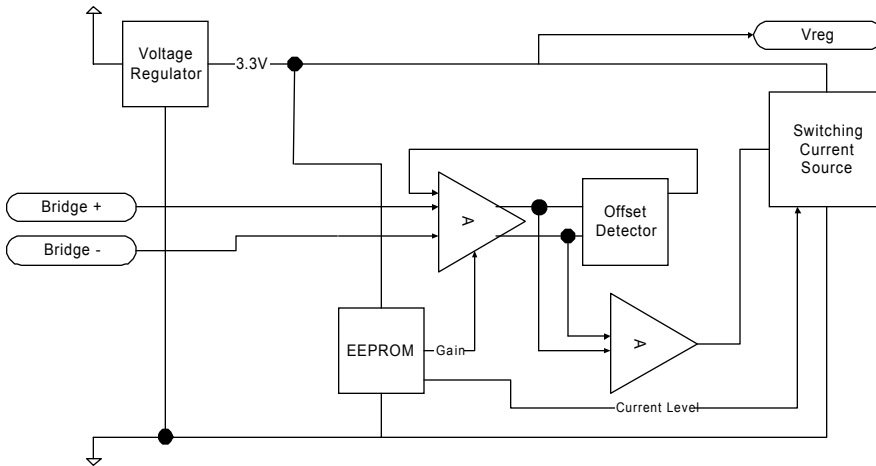 Voltage
Regulator
3.3V
Vreg
Switching
Current
Source
Bridge +
Bridge -
A
Offset
Detector
EEPROM
Gain
A
Current Level